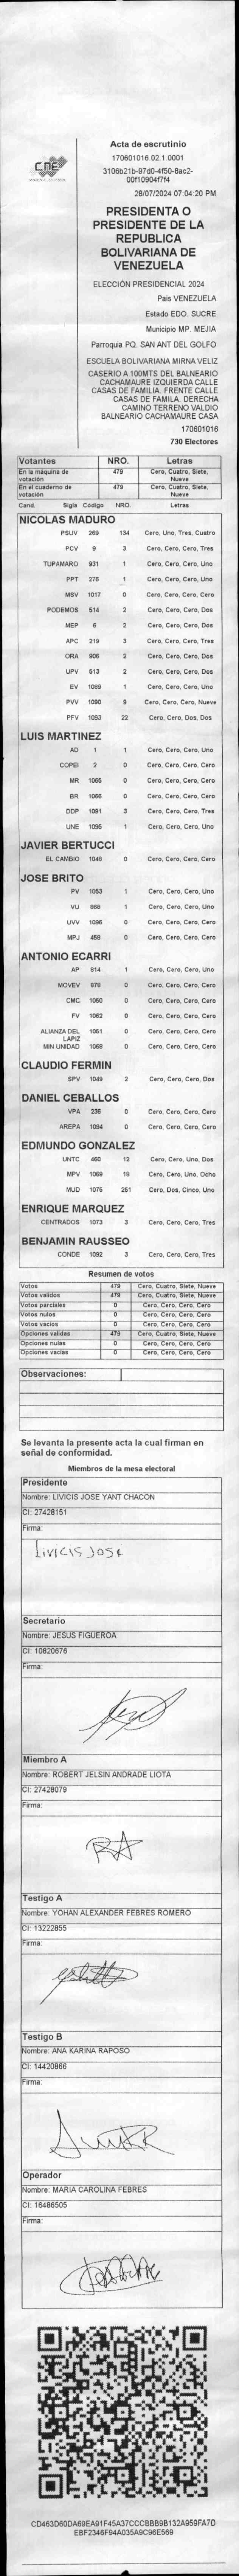 CNE
Acta de escrutinio
170601016.02.1.0001
3106b21b-97d0-4f50-8ac2-
00f10904f7f4
28/07/2024 07:04:20 PM
PRESIDENTA O
PRESIDENTE DE LA
REPUBLICA
BOLIVARIANA DE
VENEZUELA
ELECCIÓN PRESIDENCIAL 2024
Pais VENEZUELA
Estado EDO. SUCRE
Municipio MP. MEJIA
Parroquia PQ. SAN ANT DEL GOLFO
ESCUELA BOLIVARIANA MIRNA VELIZ
CASERIO A 100MTS DEL BALNEARIO
CACHAMAURE IZQUIERDA CALLE
CASAS DE FAMILIA. FRENTE CALLE
CASAS DE FAMILA. DERECHA
CAMINO TERRENO VALDIO
BALNEARIO CACHAMAURE CASA
170601016
730 Electores
Votantes NRO. Letras
En la máquina de votación 479 Cero, Cuatro, Siete, Nueve
En el cuaderno de votación 479 Cero, Cuatro, Siete, Nueve
Cand. Sigla Código NRO. Letras
NICOLAS MADURO
PSUV 269 134 Cero, Uno, Tres, Cuatro
PCV 9 3 Cero, Cero, Cero, Tres
TUPAMARO 931 1 Cero, Cero, Cero, Uno
PPT 276 1 Cero, Cero, Cero, Uno
MSV 1017 0 Cero, Cero, Cero, Cero
PODEMOS 514 2 Cero, Cero, Cero, Dos
MEP 6 2 Cero, Cero, Cero, Dos
APC 219 3 Cero, Cero, Cero, Tres
ORA 906 2 Cero, Cero, Cero, Dos
UPV 513 2 Cero, Cero, Cero, Dos
EV 1089 1 Cero, Cero, Cero, Uno
PVV 1090 9 Cero, Cero, Cero, Nueve
PFV 1093 22 Cero, Cero, Dos, Dos
LUIS MARTINEZ
AD 1 1 Cero, Cero, Cero, Uno
COPEI 2 0 Cero, Cero, Cero, Cero
MR 1065 0 Cero, Cero, Cero, Cero
BR 1066 0 Cero, Cero, Cero, Cero
DDP 1091 3 Cero, Cero, Cero, Tres
UNE 1095 1 Cero, Cero, Cero, Uno
JAVIER BERTUCCI
EL CAMBIO 1048 0 Cero, Cero, Cero, Cero
JOSE BRITO
PV 1053 1 Cero, Cero, Cero, Uno
VU 868 1 Cero, Cero, Cero, Uno
UVV 1096 0 Cero, Cero, Cero, Cero
MPJ 458 0 Cero, Cero, Cero, Cero
ANTONIO ECARRI
AP 814 1 Cero, Cero, Cero, Uno
MOVEV 978 0 Cero, Cero, Cero, Cero
CMC 1050 0 Cero, Cero, Cero, Cero
FV 1052 0 Cero, Cero, Cero, Cero
ALIANZA DEL LAPIZ 1051 0 Cero, Cero, Cero, Cero
MIN UNIDAD 1068 0 Cero, Cero, Cero, Cero
CLAUDIO FERMIN
SPV 1049 2 Cero, Cero, Cero, Dos
DANIEL CEBALLOS
VPA 236 0 Cero, Cero, Cero, Cero
AREPA 1094 0 Cero, Cero, Cero, Cero
EDMUNDO GONZALEZ
UNTC 460 12 Cero, Cero, Uno, Dos
MPV 1069 18 Cero, Cero, Uno, Ocho
MUD 1075 251 Cero, Dos, Cinco, Uno
ENRIQUE MARQUEZ
CENTRADOS 1073 3 Cero, Cero, Cero, Tres
BENJAMIN RAUSSEO
CONDE 1092 3 Cero, Cero, Cero, Tres
Resumen de votos
Votos 479 Cero, Cuatro, Siete, Nueve
Votos validos 479 Cero, Cuatro, Siete, Nueve
Votos parciales 0 Cero, Cero, Cero, Cero
Votos nulos 0 Cero, Cero, Cero, Cero
Votos vacios 0 Cero, Cero, Cero, Cero
Opciones validas 479 Cero, Cuatro, Siete, Nueve
Opciones nulas 0 Cero, Cero, Cero, Cero
Opciones vacias 0 Cero, Cero, Cero, Cero
Observaciones:
Se levanta la presente acta la cual firman en
señal de conformidad.
Miembros de la mesa electoral
Presidente
Nombre: LIVICIS JOSE YANT CHACON
CI: 27428151
Firma:
Livicis Jose
Secretario
Nombre: JESUS FIGUEROA
CI: 10820676
Firma:
Miembro A
Nombre: ROBERT JELSIN ANDRADE LIOTA
CI: 27428079
Firma:
RA
Testigo A
Nombre: YOHAN ALEXANDER FEBRES ROMERO
CI: 13222855
Firma:
Testigo B
Nombre: ANA KARINA RAPOSO
CI: 14420866
Firma:
Operador
Nombre: MARIA CAROLINA FEBRES
CI: 16486505
Firma:
CD463D60DA69EA91F45A37CCCBBB9B132A959FA7D
EBF2346F94A035A9C96E569